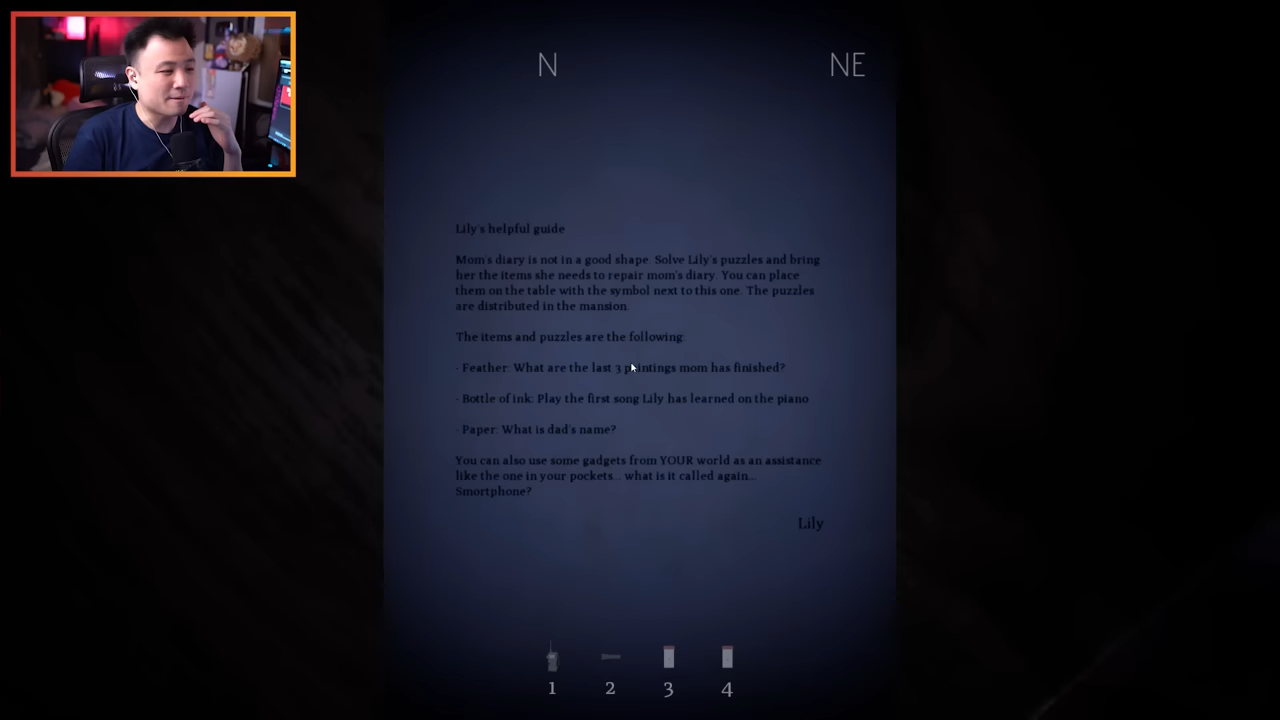 N NE
Lily's helpful guide
Mom's diary is not in a good shape. Solve Lily's puzzles and bring
her the items she needs to repair mom's diary. You can place
them on the table with the symbol next to this one. The puzzles
are distributed in the mansion.
The items and puzzles are the following:
- Feather: What are the last 3 paintings mom has finished?
- Bottle of ink: Play the first song Lily has learned on the piano.
- Paper: What is dad's name?
You can also use some gadgets from YOUR world as an assistance
like the one in your pockets... what is it called again...
Smortphone?
Lily
1 2 3 4